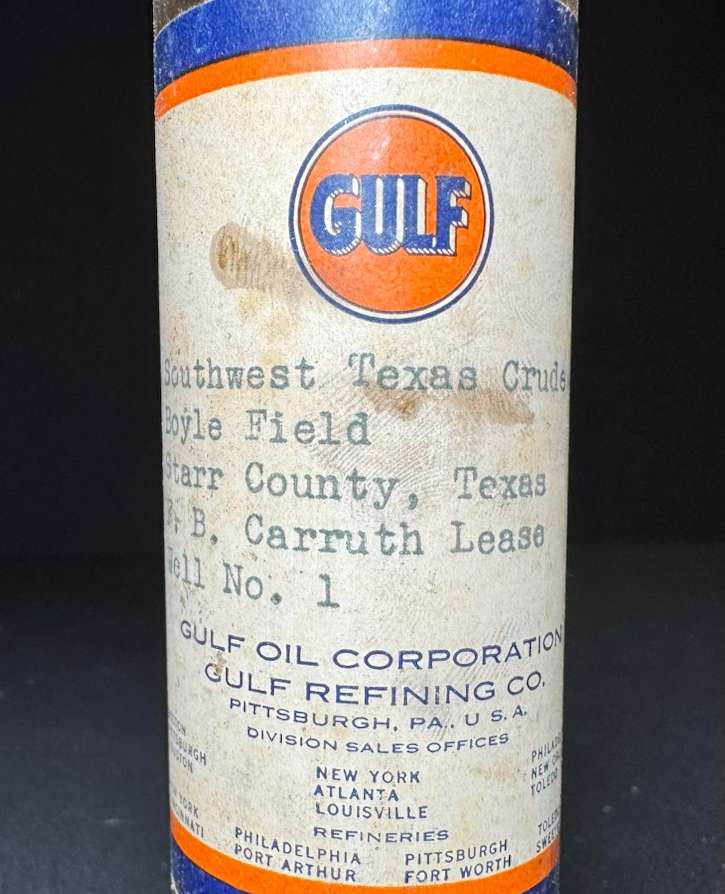 GULF
Southwest Texas Crude
Boyle Field
Starr County, Texas
B. Carruth Lease
Well No. 1
GULF OIL CORPORATION
GULF REFINING CO.
PITTSBURGH, PA., U.S.A.
DIVISION SALES OFFICES
NEW YORK
ATLANTA
LOUISVILLE
REFINERIES
PHILADELPHIA PITTSBURGH
PORT ARTHUR FORT WORTH